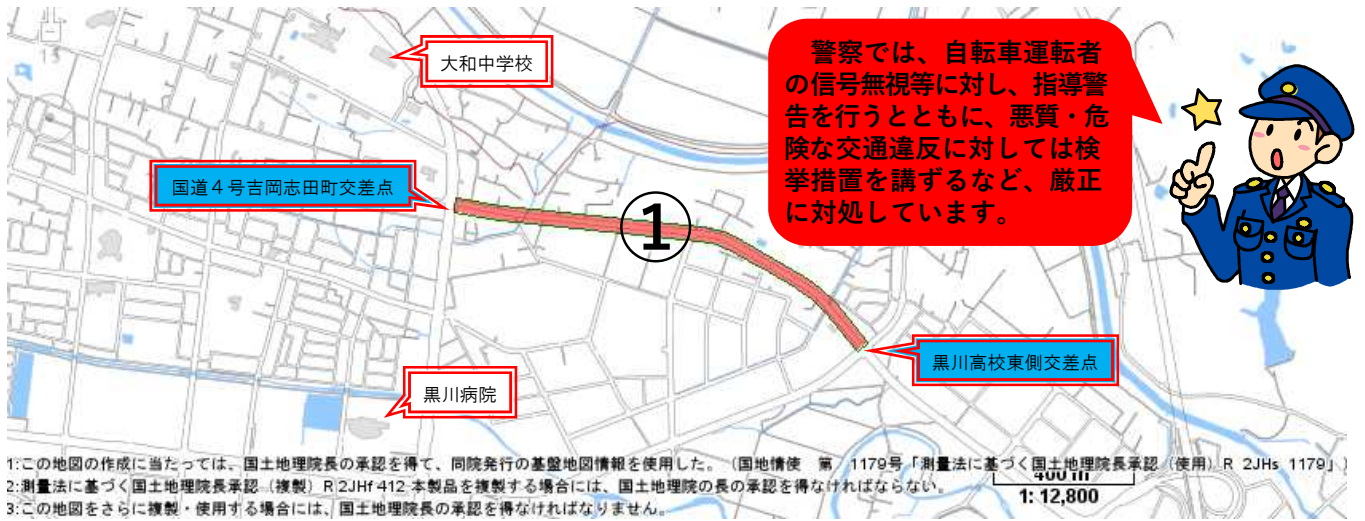 大和中学校
警察では、自転車運転者
の信号無視等に対し、指導警
告を行うとともに、悪質・危
険な交通違反に対しては検
挙措置を講ずるなど、厳正
に対処しています。
国道4号吉岡志田町交差点
①
黒川高校東側交差点
黒川病院
1:この地図の作成に当たっては、国土地理院長の承認を得て、同院発行の基盤地図情報を使用した。(国地情使 第 1179号「測量法に基づく国土地理院長承認(使用)R 2JHs 1179」)
2:測量法に基づく国土地理院長承認(複製)R 2JHf 412 本製品を複製する場合には、国土地理院の長の承認を得なければならない。
400 m
1: 12,800
3:この地図をさらに複製・使用する場合には、国土地理院長の承認を得なければなりません。